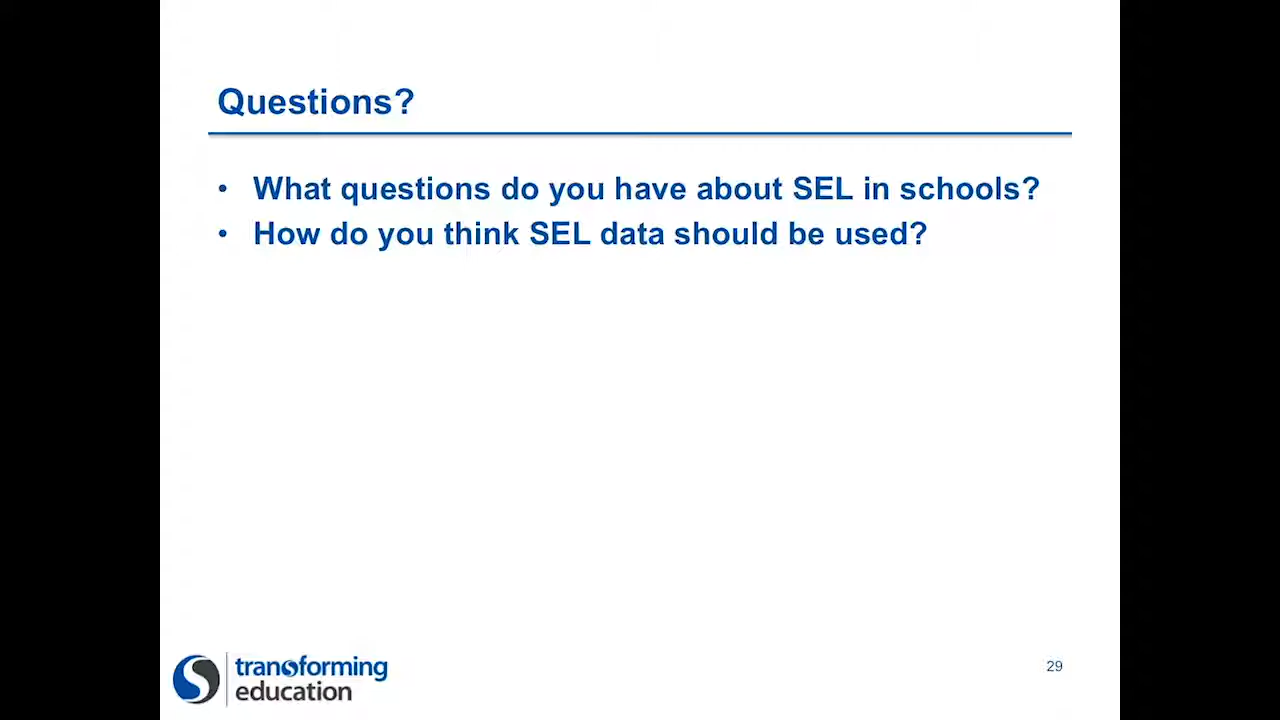 Questions?
• What questions do you have about SEL in schools?
• How do you think SEL data should be used?
transforming
education
29